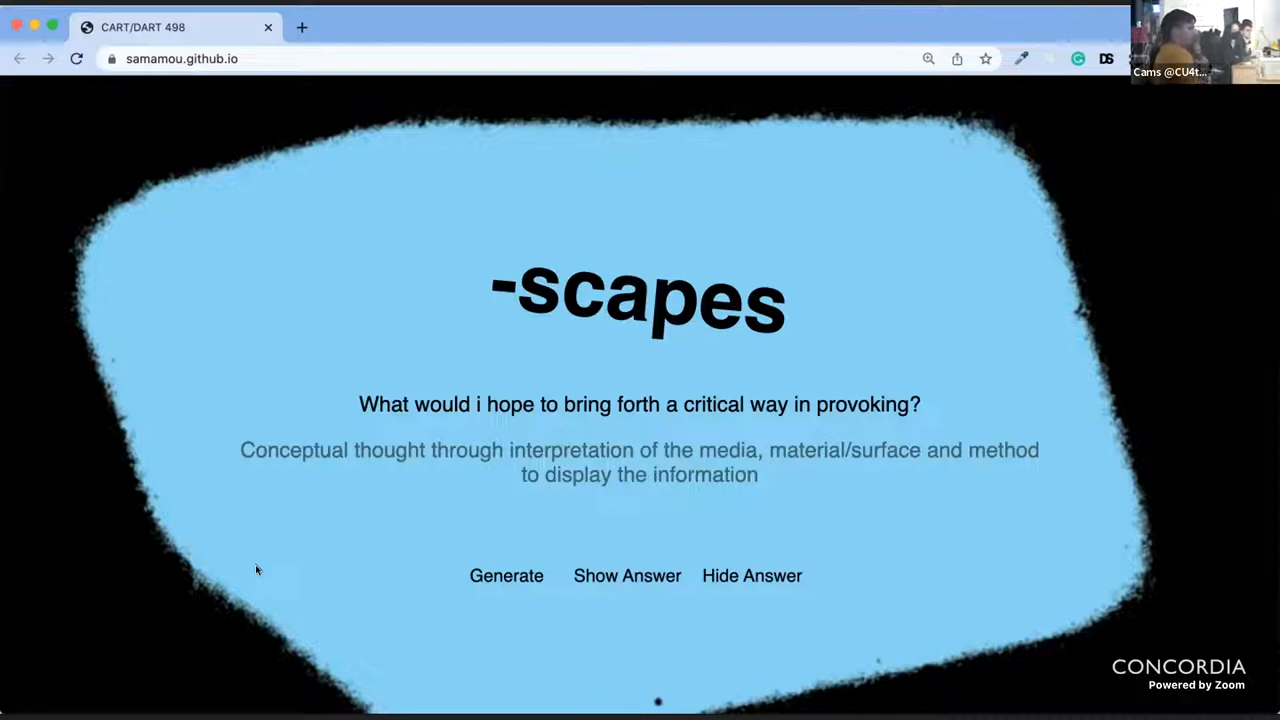 CART/DART 498
samamou.github.io
DS
Cams @CU4t...
-scapes
What would i hope to bring forth a critical way in provoking?
Conceptual thought through interpretation of the media, material/surface and method
to display the information
Generate Show Answer Hide Answer
CONCORDIA
Powered by Zoom